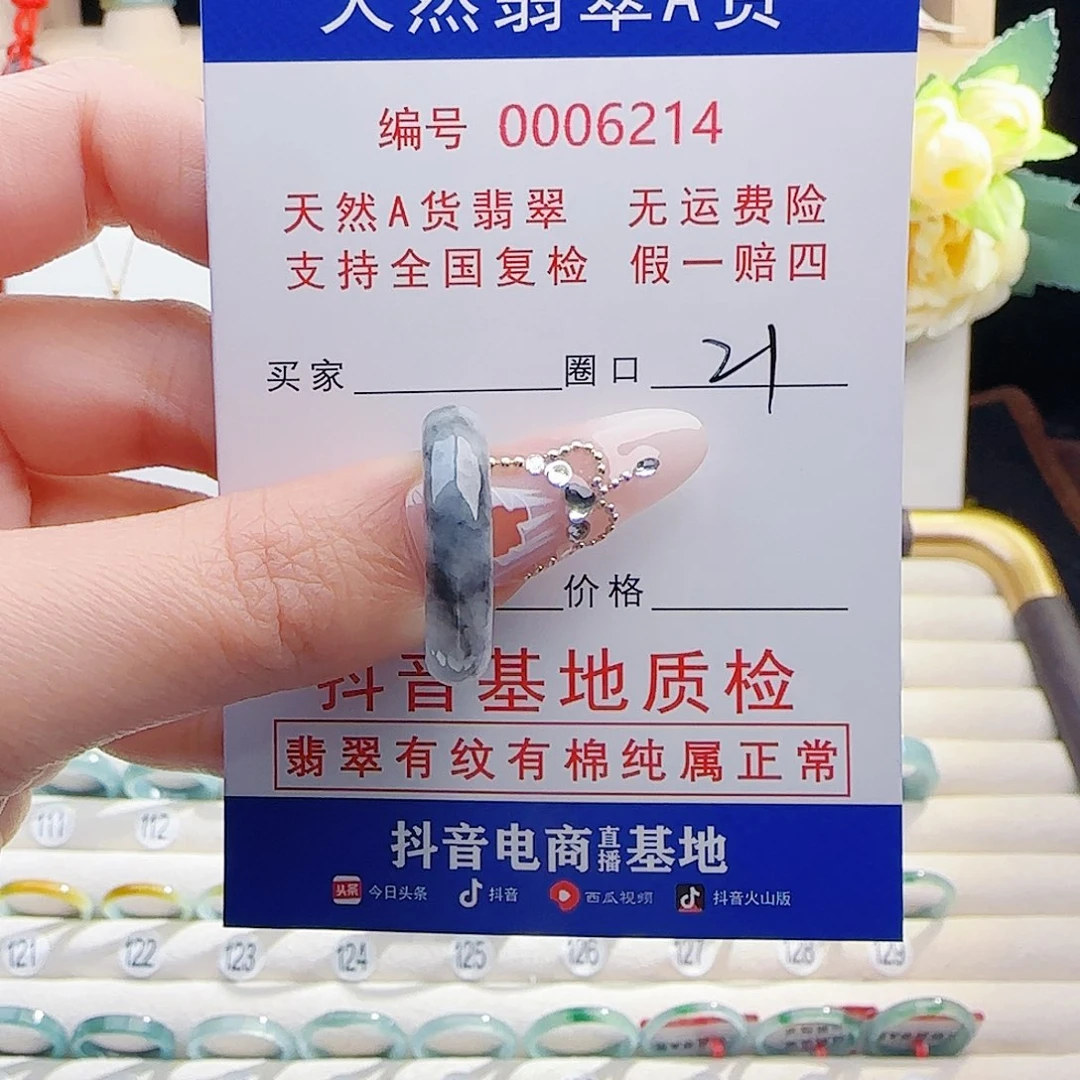 天然翡翠A货
编号 0006214
天然A货翡翠 无运费险
支持全国复检 假一赔四
买家 圈口 21
价格
抖音基地质检
翡翠有纹有棉纯属正常
抖音电商直播基地
今日头条 抖音 西瓜视频 抖音火山版
111 112
121 122 123 124 125 126 127 128 129